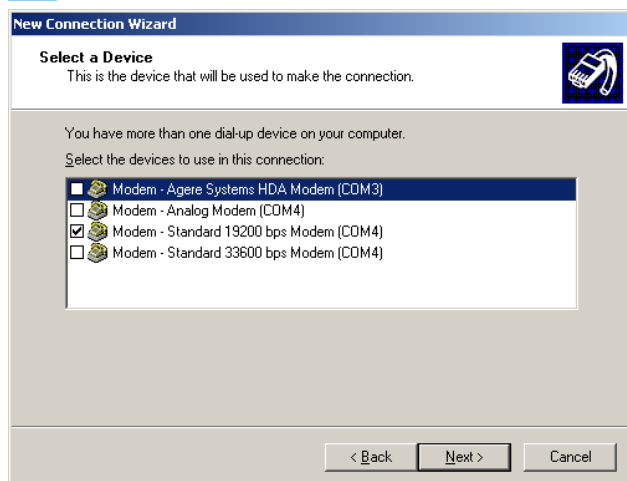 New Connection Wizard
Select a Device
This is the device that will be used to make the connection.
You have more than one dial-up device on your computer.
Select the devices to use in this connection:
Modem - Agere Systems HDA Modem (COM3)
Modem - Analog Modem (COM4)
Modem - Standard 19200 bps Modem (COM4)
Modem - Standard 33600 bps Modem (COM4)
< Back Next > Cancel